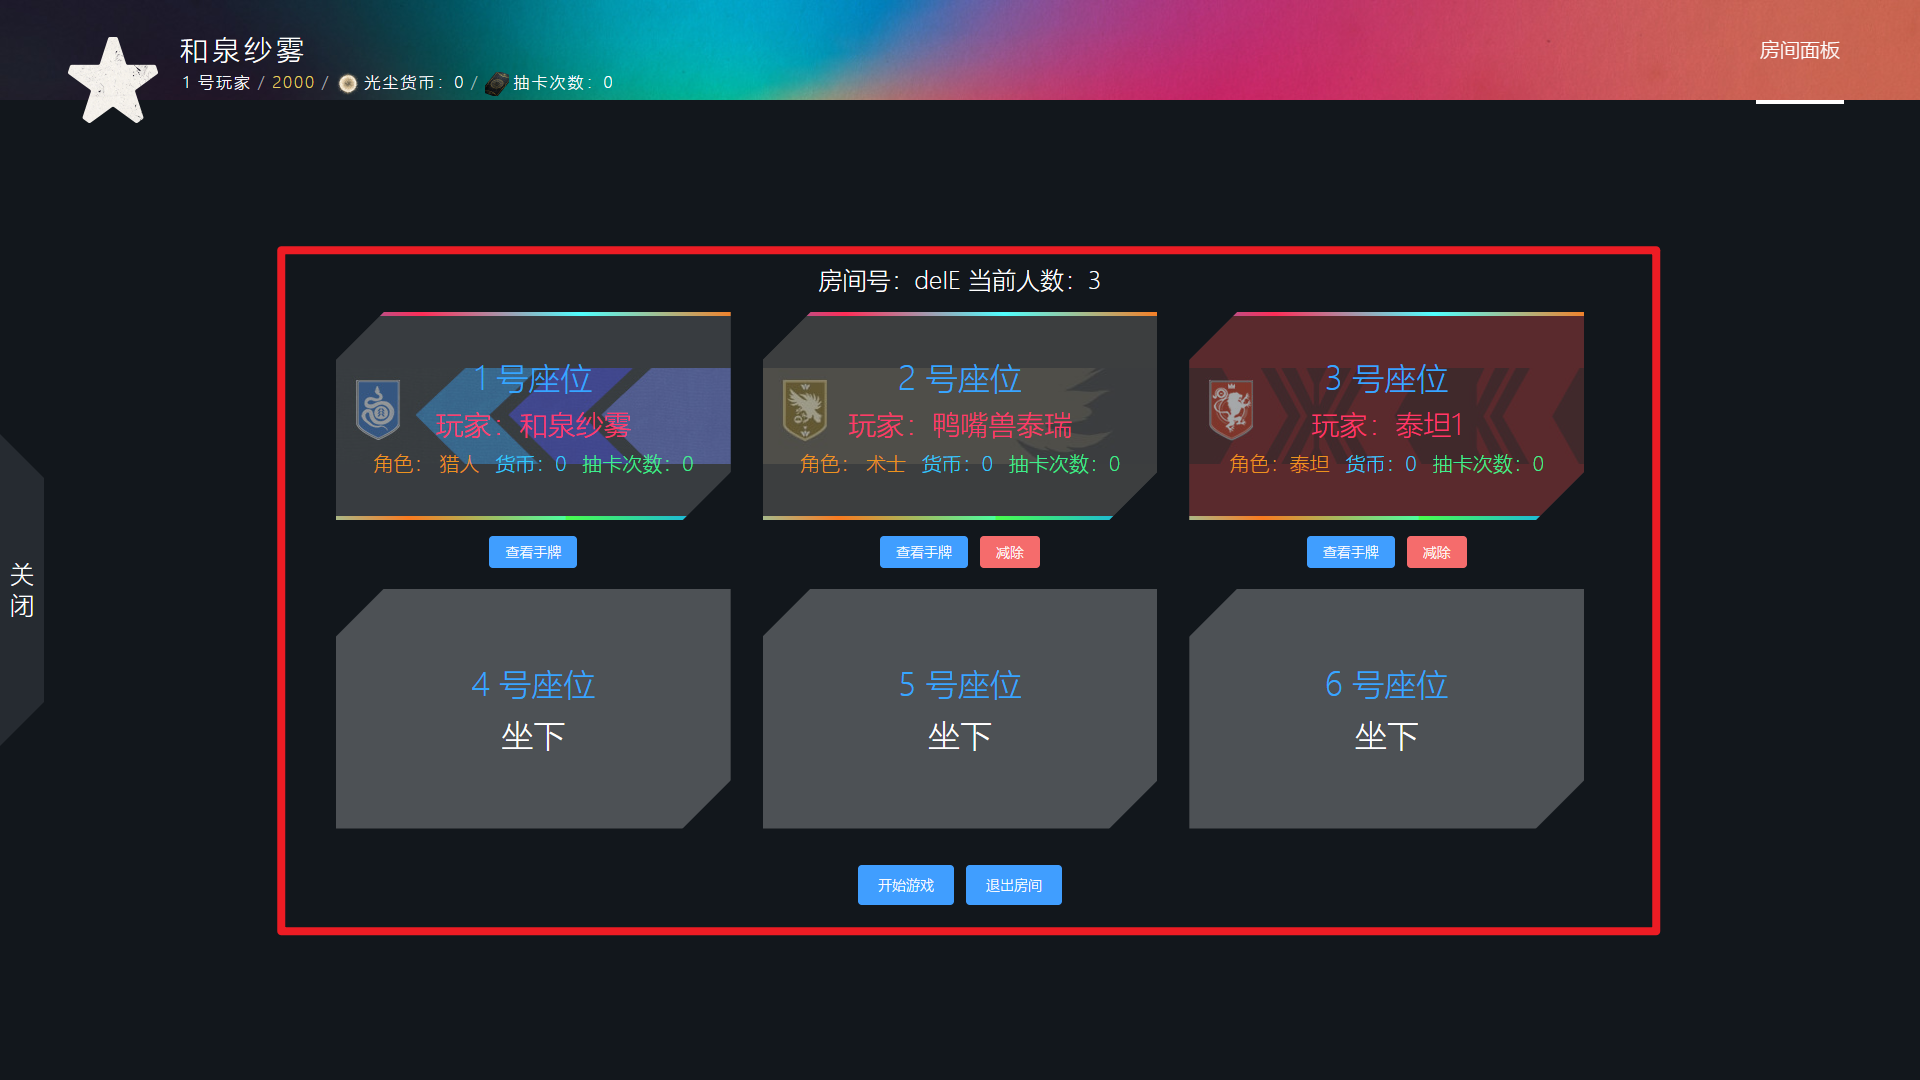 和泉纱雾
1 号玩家 / 2000 / 光尘货币：0 / 抽卡次数：0
房间面板
关闭
房间号：delE 当前人数：3
1 号座位
玩家：和泉纱雾
角色：猎人 货币：0 抽卡次数：0
查看手牌
2 号座位
玩家：鸭嘴兽泰瑞
角色：术士 货币：0 抽卡次数：0
查看手牌 减除
3 号座位
玩家：泰坦1
角色：泰坦 货币：0 抽卡次数：0
查看手牌 减除
4 号座位
坐下
5 号座位
坐下
6 号座位
坐下
开始游戏 退出房间